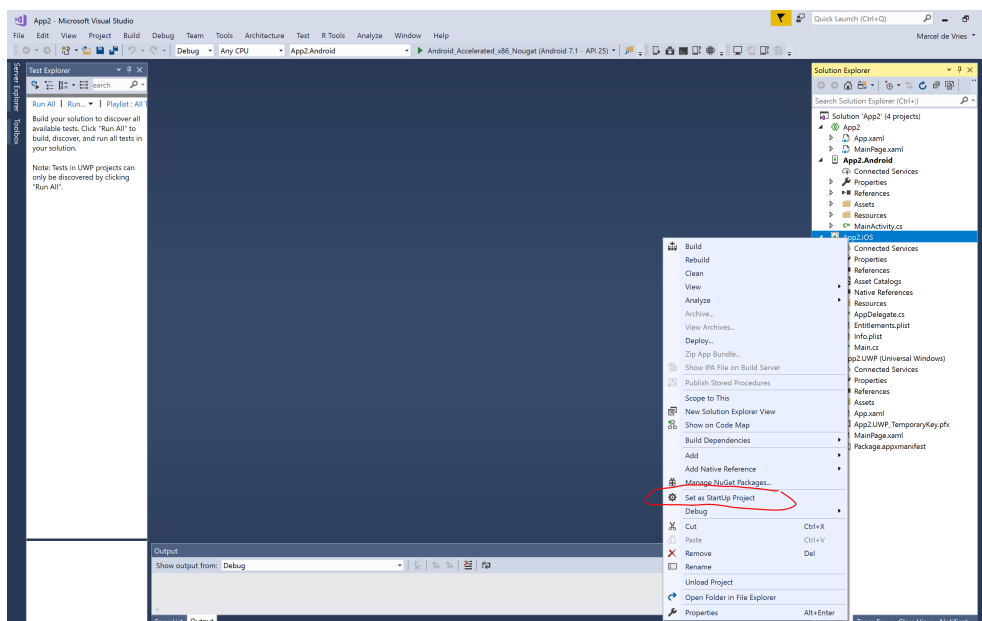 App2 - Microsoft Visual Studio
Quick Launch (Ctrl+Q)
File Edit View Project Build Debug Team Tools Architecture Test R Tools Analyze Window Help
Marcel de Vries
Debug Any CPU App2.Android Android_Accelerated_x86_Nougat (Android 7.1 - API 25)
Server Explorer
Toolbox
Test Explorer
earch
Run All | Run... | Playlist : All T
Build your solution to discover all
available tests. Click "Run All" to
build, discover, and run all tests in
your solution.
Note: Tests in UWP projects can
only be discovered by clicking
"Run All".
Solution Explorer
Search Solution Explorer (Ctrl+;)
Solution 'App2' (4 projects)
App2
App.xaml
MainPage.xaml
App2.Android
Connected Services
Properties
References
Assets
Resources
MainActivity.cs
App2.iOS
Connected Services
Properties
References
Asset Catalogs
Native References
Resources
AppDelegate.cs
Entitlements.plist
Info.plist
Main.cs
pp2.UWP (Universal Windows)
Connected Services
Properties
References
Assets
App.xaml
App2.UWP_TemporaryKey.pfx
MainPage.xaml
Package.appxmanifest
Build
Rebuild
Clean
View
Analyze
Archive...
View Archives...
Deploy...
Zip App Bundle...
Show IPA File on Build Server
Publish Stored Procedures
Scope to This
New Solution Explorer View
Show on Code Map
Build Dependencies
Add
Add Native Reference
Manage NuGet Packages...
Set as StartUp Project
Debug
Cut Ctrl+X
Paste Ctrl+V
Remove Del
Rename
Unload Project
Open Folder in File Explorer
Properties Alt+Enter
Output
Show output from: Debug